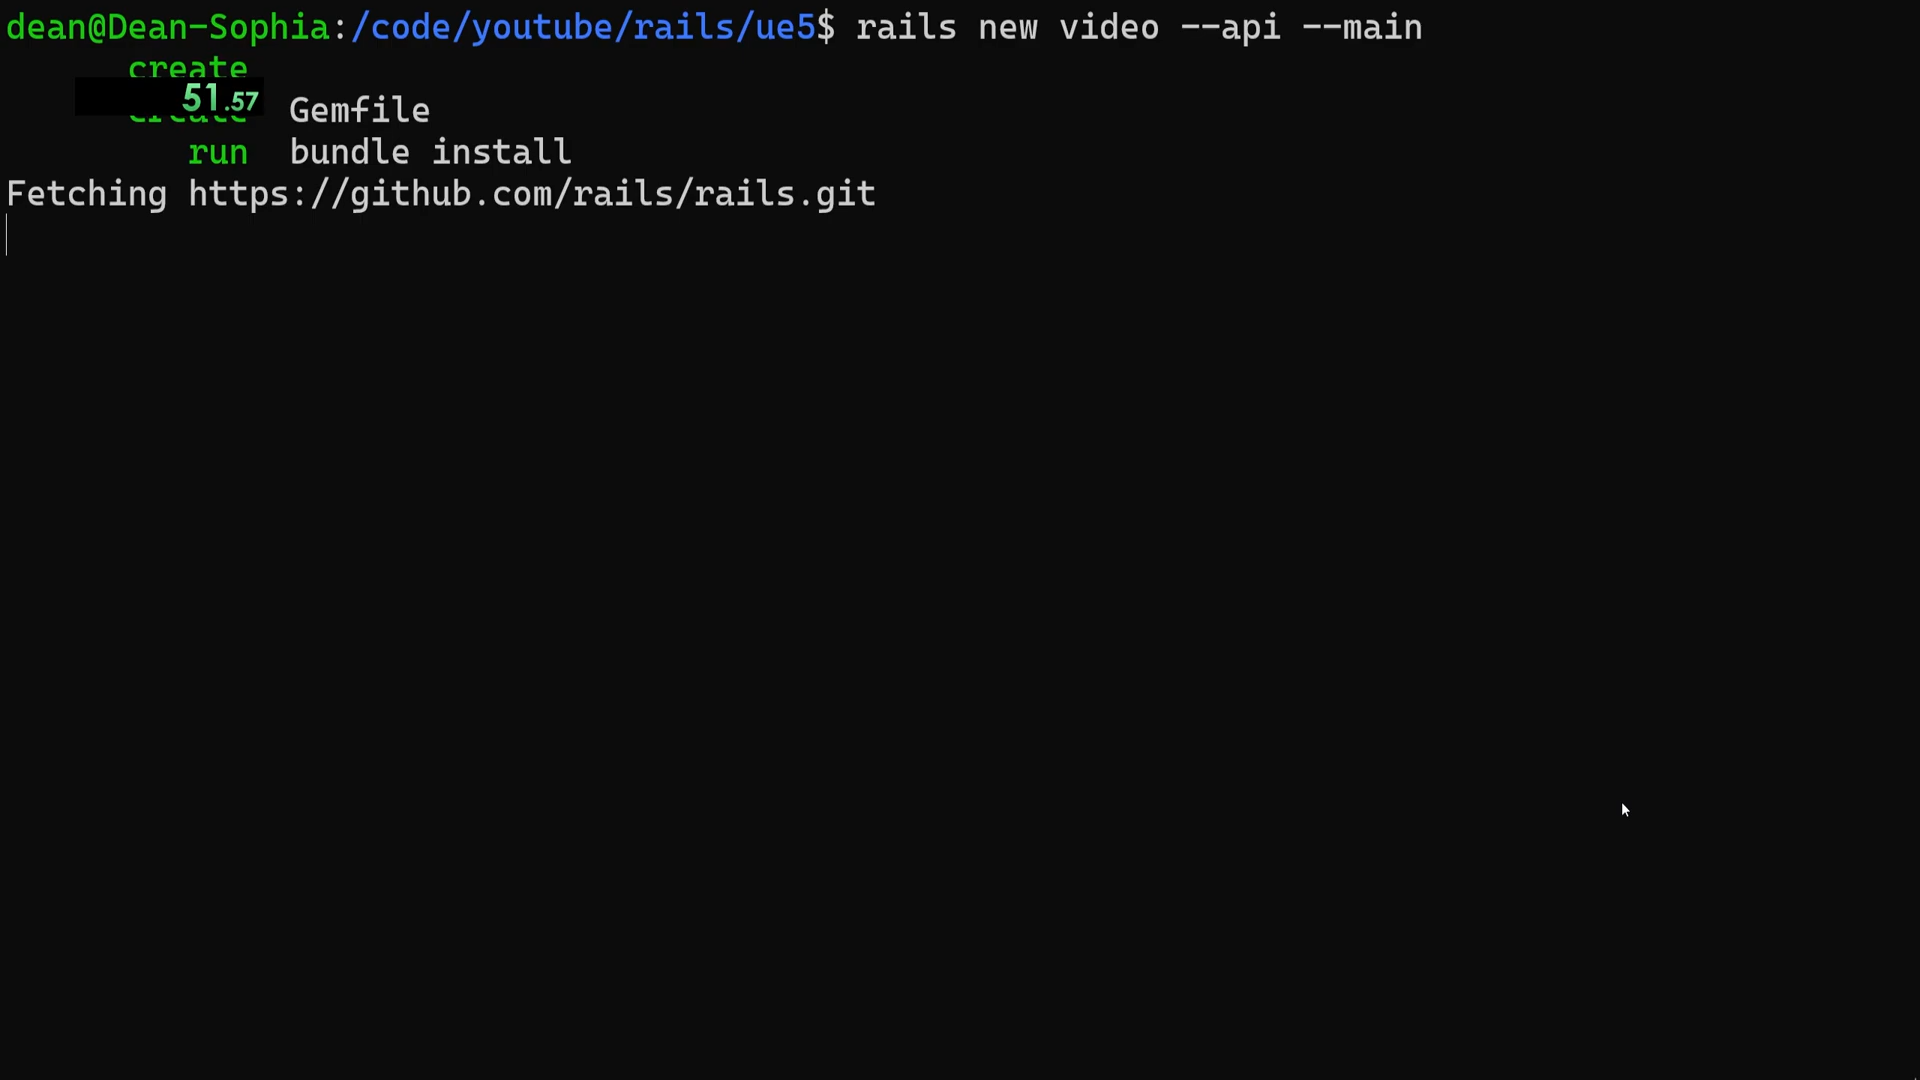 dean@Dean-Sophia:/code/youtube/rails/ue5$ rails new video --api --main
create
51.57
create Gemfile
run bundle install
Fetching https://github.com/rails/rails.git